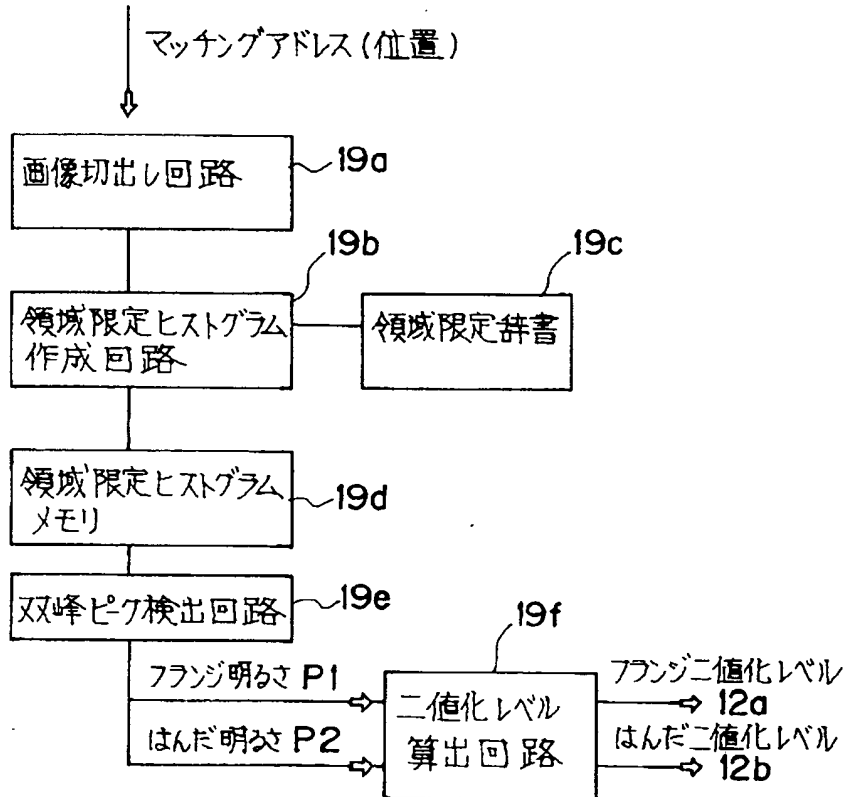 マッチングアドレス(位置)
画像切出し回路
19a
19b
19c
領域限定ヒストグラム
作成回路
領域限定辞書
領域限定ヒストグラム
メモリ
19d
双峰ピーク検出回路
19e
19f
フランジ明るさ P1
はんだ明るさ P2
二値化レベル
算出回路
フランジ二値化レベル
12a
はんだ二値化レベル
12b